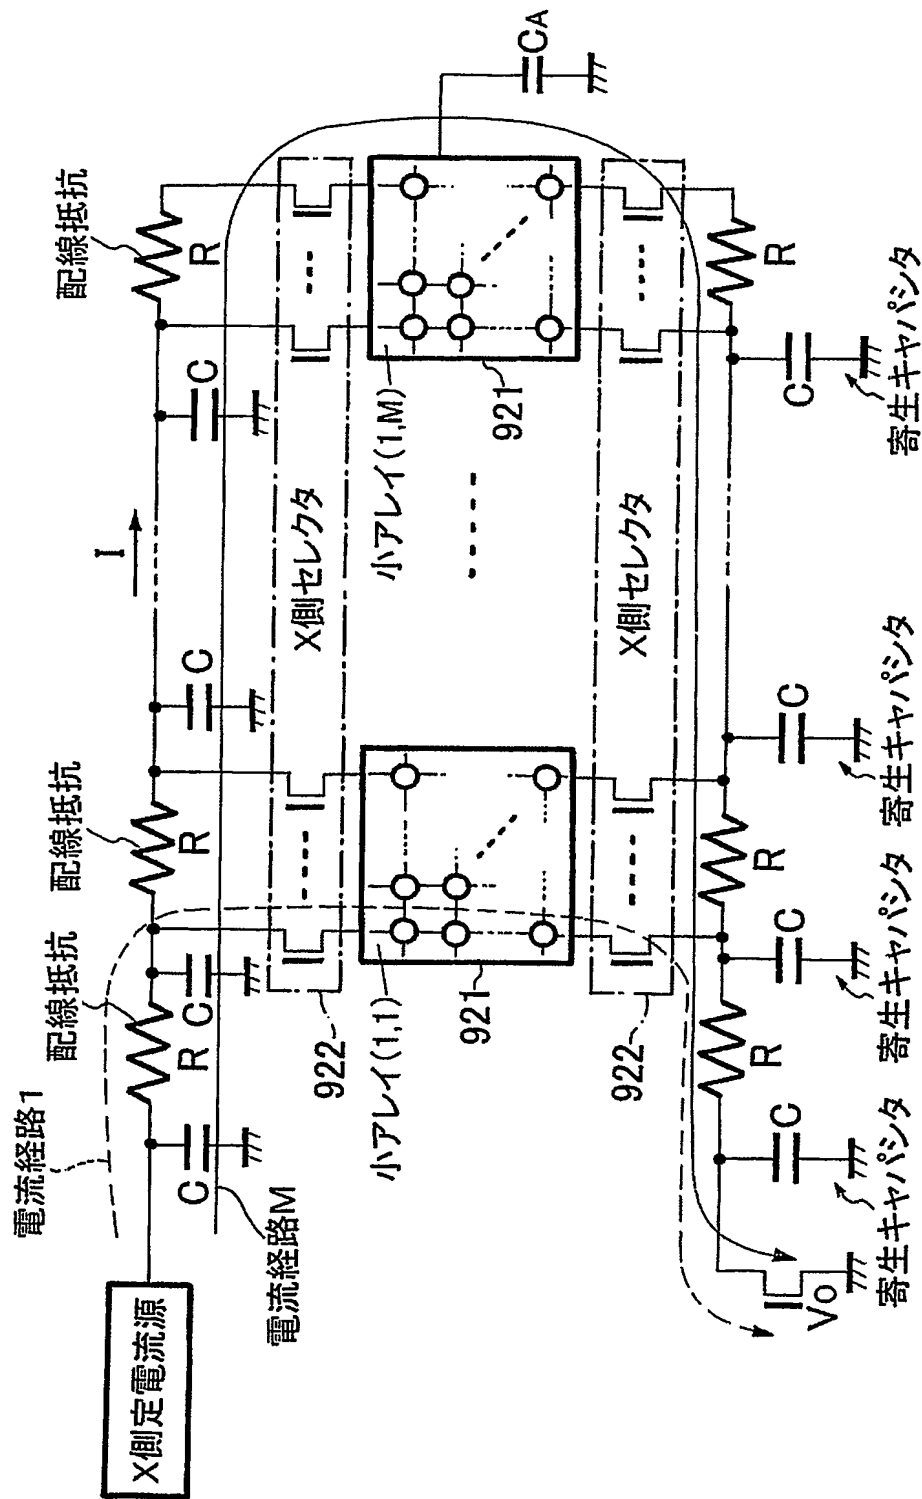 X側定電流源
電流経路1
電流経路M
配線抵抗
配線抵抗
配線抵抗
R
R
R
I
C
C
C
C
922
X側セレクタ
小アレイ(1,1)
921
小アレイ(1,M)
921
CA
922
X側セレクタ
R
R
R
C
C
C
C
VO
寄生キャパシタ
寄生キャパシタ
寄生キャパシタ
寄生キャパシタ